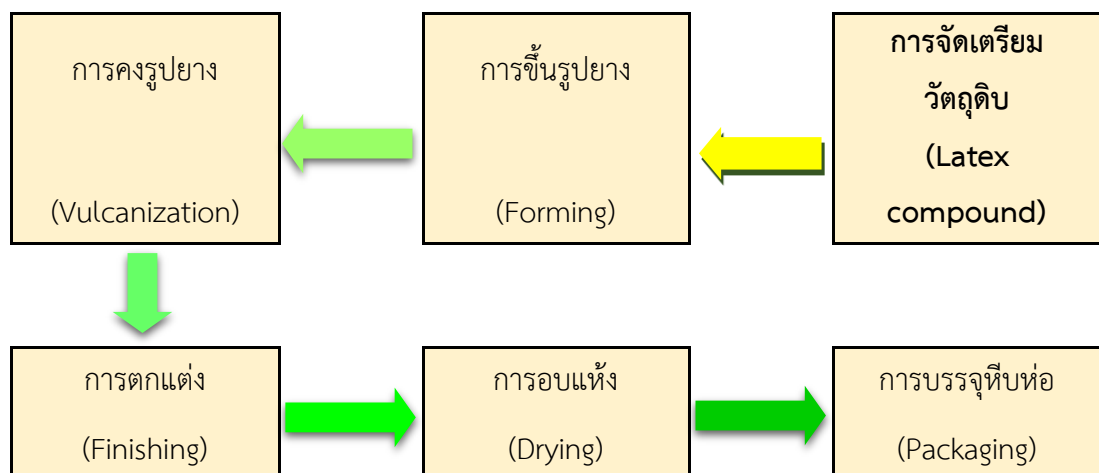 การคงรูปยาง
(Vulcanization)
การขึ้นรูปยาง
(Forming)
การจัดเตรียม
วัตถุดิบ
(Latex
compound)
การตกแต่ง
(Finishing)
การอบแห้ง
(Drying)
การบรรจุหีบห่อ
(Packaging)